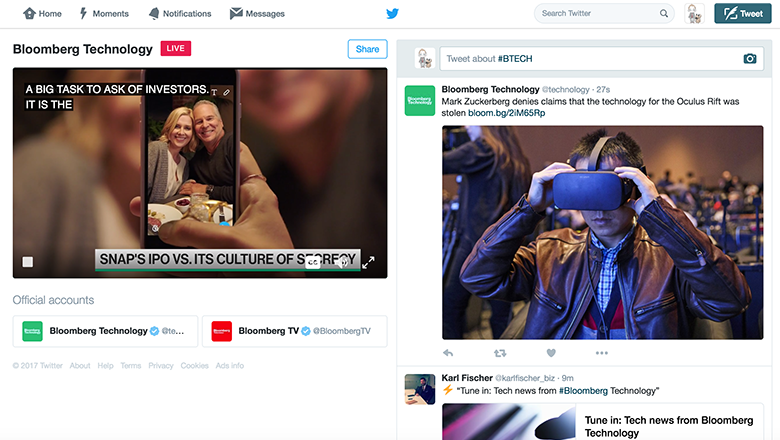 Home
Moments
Notifications
Messages
Search Twitter
Tweet
Bloomberg Technology LIVE
Share
A BIG TASK TO ASK OF INVESTORS.
IT IS THE
T
SNAP'S IPO VS. ITS CULTURE OF SECRECY
CC
Official accounts
Bloomberg Technology @te...
Bloomberg TV @BloombergTV
© 2017 Twitter About Help Terms Privacy Cookies Ads info
Tweet about #BTECH
Bloomberg Technology
Bloomberg Technology @technology · 27s
Mark Zuckerberg denies claims that the technology for the Oculus Rift was
stolen bloom.bg/2iM65Rp
Karl Fischer @karlfischer_biz · 9m
⚡ “Tune in: Tech news from #Bloomberg Technology”
Tune in: Tech news from Bloomberg
Technology